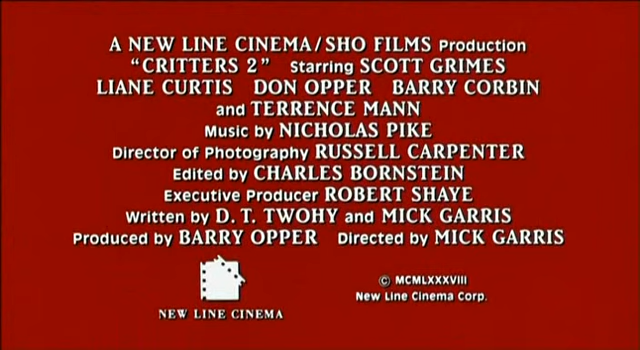 A NEW LINE CINEMA/SHO FILMS Production
"CRITTERS 2" Starring SCOTT GRIMES
LIANE CURTIS DON OPPER BARRY CORBIN
and TERRENCE MANN
Music by NICHOLAS PIKE
Director of Photography RUSSELL CARPENTER
Edited by CHARLES BORNSTEIN
Executive Producer ROBERT SHAYE
Written by D. T. TWOHY and MICK GARRIS
Produced by BARRY OPPER Directed by MICK GARRIS
NEW LINE CINEMA
© MCMLXXXVIII
New Line Cinema Corp.